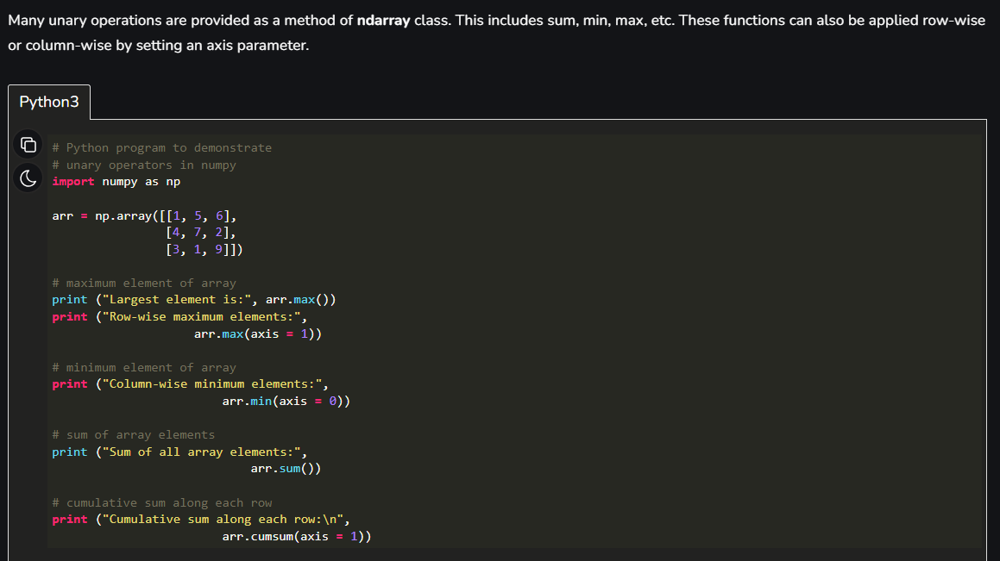 Many unary operations are provided as a method of ndarray class. This includes sum, min, max, etc. These functions can also be applied row-wise
or column-wise by setting an axis parameter.
Python3
# Python program to demonstrate
# unary operators in numpy
import numpy as np
arr = np.array([[1, 5, 6],
                [4, 7, 2],
                [3, 1, 9]])
# maximum element of array
print ("Largest element is:", arr.max())
print ("Row-wise maximum elements:",
                    arr.max(axis = 1))
# minimum element of array
print ("Column-wise minimum elements:",
                        arr.min(axis = 0))
# sum of array elements
print ("Sum of all array elements:",
                            arr.sum())
# cumulative sum along each row
print ("Cumulative sum along each row:\n",
                        arr.cumsum(axis = 1))